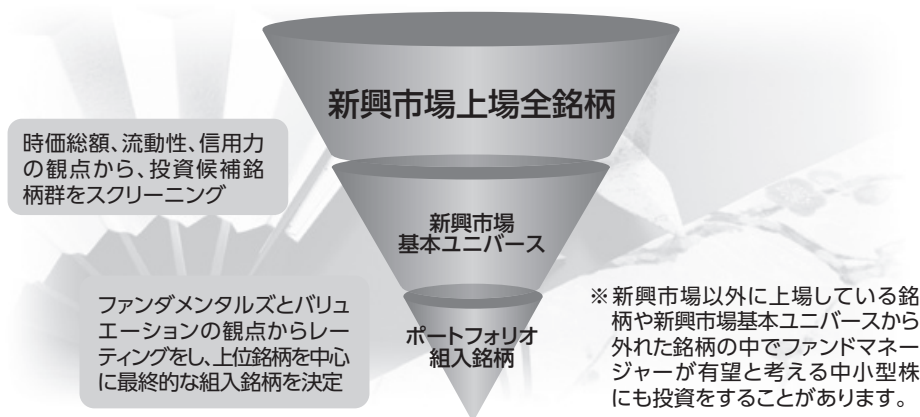 新興市場上場全銘柄
時価総額、流動性、信用力
の観点から、投資候補銘
柄群をスクリーニング
新興市場
基本ユニバース
ファンダメンタルズとバリュ
エーションの観点からレー
ティングをし、上位銘柄を中心
に最終的な組入銘柄を決定
ポートフォリオ
組入銘柄
※新興市場以外に上場している銘
柄や新興市場基本ユニバースから
外れた銘柄の中でファンドマネー
ジャーが有望と考える中小型株
にも投資をすることがあります。